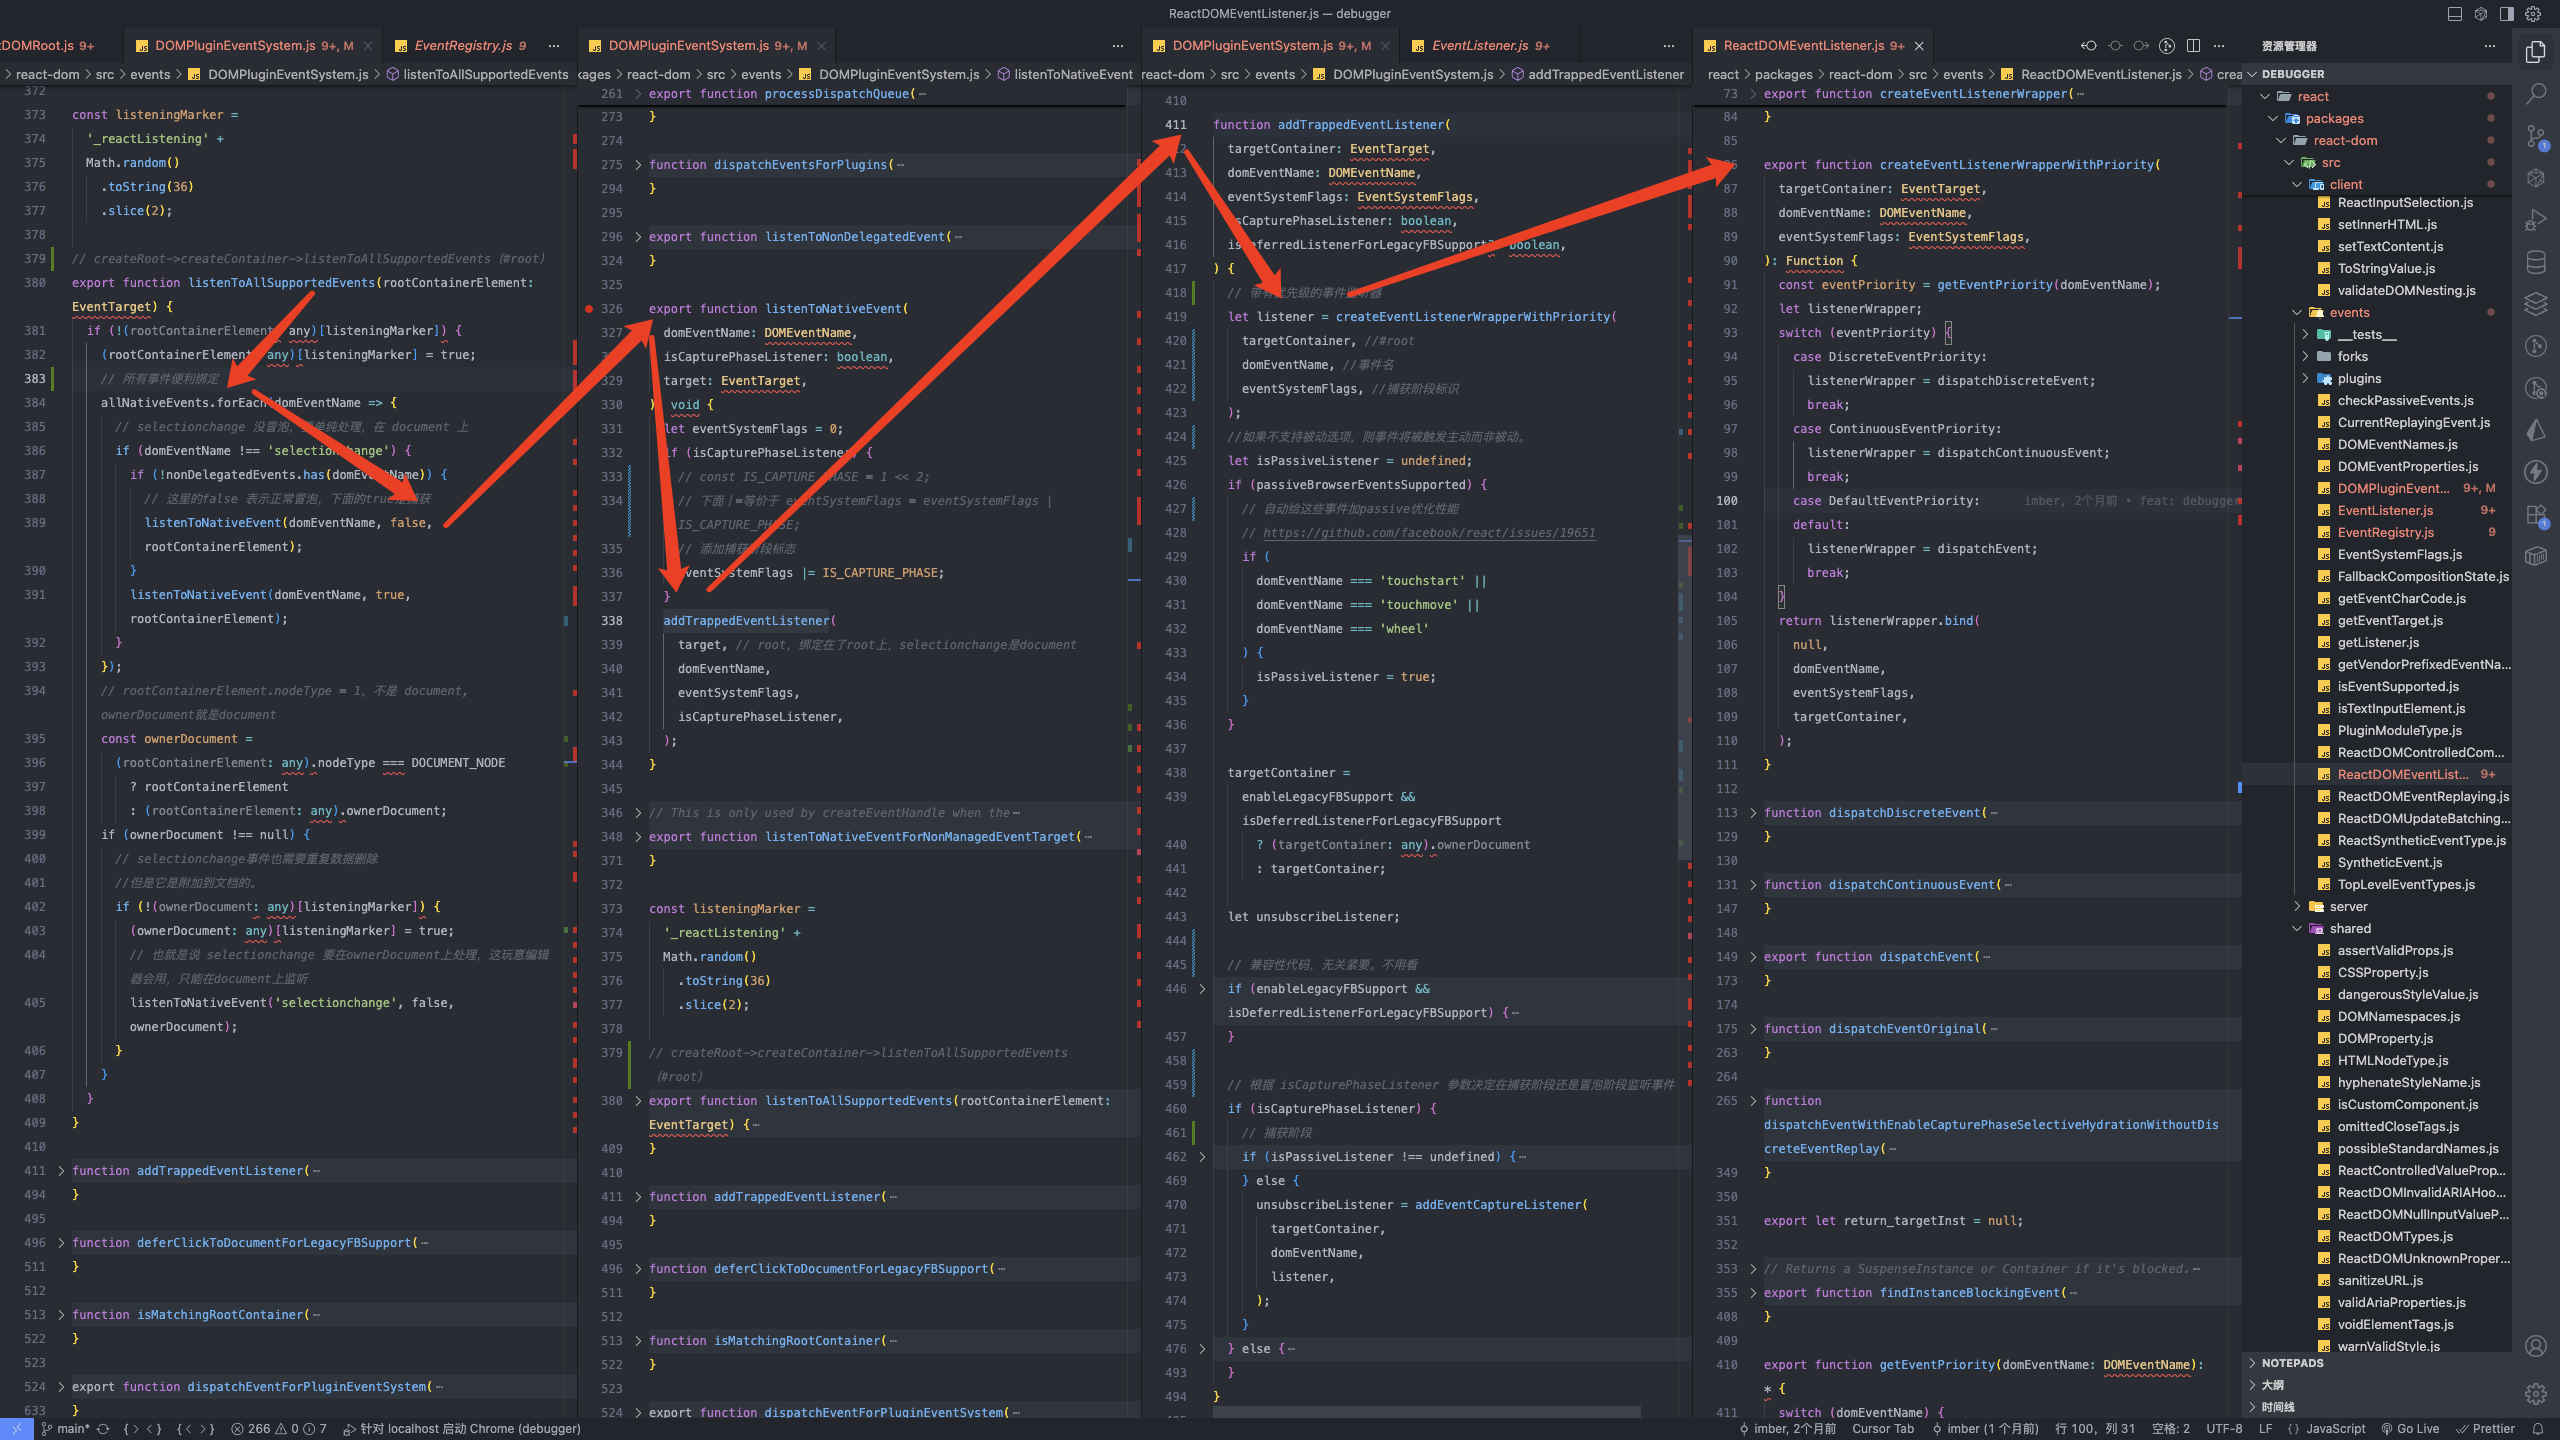 ReactDOMEventListener.js — debugger
tDOMRoot.js 9+
DOMPluginEventSystem.js 9+, M
EventRegistry.js 9
react-dom > src > events > DOMPluginEventSystem.js > listenToAllSupportedEvents
372
373 const listeningMarker =
374 '_reactListening' +
375 Math.random()
376 .toString(36)
377 .slice(2);
378
379 // createRoot->createContainer->listenToAllSupportedEvents（#root）
380 export function listenToAllSupportedEvents(rootContainerElement:
EventTarget) {
381 if (!(rootContainerElement: any)[listeningMarker]) {
382 (rootContainerElement: any)[listeningMarker] = true;
383 // 所有事件便利绑定
384 allNativeEvents.forEach(domEventName => {
385 // selectionchange 没冒泡，单纯处理，在 document 上
386 if (domEventName !== 'selectionchange') {
387 if (!nonDelegatedEvents.has(domEventName)) {
388 // 这里的false 表示正常冒泡，下面的true是捕获
389 listenToNativeEvent(domEventName, false,
rootContainerElement);
390 }
391 listenToNativeEvent(domEventName, true,
rootContainerElement);
392 }
393 });
394 // rootContainerElement.nodeType = 1，不是 document,
ownerDocument就是document
395 const ownerDocument =
396 (rootContainerElement: any).nodeType === DOCUMENT_NODE
397 ? rootContainerElement
398 : (rootContainerElement: any).ownerDocument;
399 if (ownerDocument !== null) {
400 // selectionchange事件也需要重复数据删除
401 //但是它是附加到文档的。
402 if (!(ownerDocument: any)[listeningMarker]) {
403 (ownerDocument: any)[listeningMarker] = true;
404 // 也就是说 selectionchange 要在ownerDocument上处理，这玩意编辑
器会用，只能在document上监听
405 listenToNativeEvent('selectionchange', false,
ownerDocument);
406 }
407 }
408 }
409 }
410
411 function addTrappedEventListener(
494 }
495
496 function deferClickToDocumentForLegacyFBSupport(
511 }
512
513 function isMatchingRootContainer(
522 }
523
524 export function dispatchEventForPluginEventSystem(
633 }
DOMPluginEventSystem.js 9+, M
kages > react-dom > src > events > DOMPluginEventSystem.js > listenToNativeEvent
261 export function processDispatchQueue(
273 }
274
275 function dispatchEventsForPlugins(
294 }
295
296 export function listenToNonDelegatedEvent(
324 }
325
326 export function listenToNativeEvent(
327 domEventName: DOMEventName,
isCapturePhaseListener: boolean,
329 target: EventTarget,
330 ) void {
331 let eventSystemFlags = 0;
332 if (isCapturePhaseListener) {
333 // const IS_CAPTURE_PHASE = 1 << 2;
334 // 下面 |=等价于 eventSystemFlags = eventSystemFlags |
IS_CAPTURE_PHASE;
335 // 添加捕获阶段标志
336 eventSystemFlags |= IS_CAPTURE_PHASE;
337 }
338 addTrappedEventListener(
339 target, // root，绑定在了root上，selectionchange是document
340 domEventName,
341 eventSystemFlags,
342 isCapturePhaseListener,
343 );
344 }
345
346 // This is only used by createEventHandle when the
348 export function listenToNativeEventForNonManagedEventTarget(
371 }
372
373 const listeningMarker =
374 '_reactListening' +
375 Math.random()
376 .toString(36)
377 .slice(2);
378
379 // createRoot->createContainer->listenToAllSupportedEvents
（#root）
380 export function listenToAllSupportedEvents(rootContainerElement:
EventTarget) {
409 }
410
411 function addTrappedEventListener(
494 }
495
496 function deferClickToDocumentForLegacyFBSupport(
511 }
512
513 function isMatchingRootContainer(
522 }
523
524 export function dispatchEventForPluginEventSystem(
DOMPluginEventSystem.js 9+, M
EventListener.js 9+
react-dom > src > events > DOMPluginEventSystem.js > addTrappedEventListener
410
411 function addTrappedEventListener(
targetContainer: EventTarget,
413 domEventName: DOMEventName,
414 eventSystemFlags: EventSystemFlags,
415 isCapturePhaseListener: boolean,
416 isDeferredListenerForLegacyFBSupport?: boolean,
417 ) {
418 // 带有优先级的事件监听器
419 let listener = createEventListenerWrapperWithPriority(
420 targetContainer, //#root
421 domEventName, //事件名
422 eventSystemFlags, //捕获阶段标识
423 );
424 //如果不支持被动选项，则事件将被触发主动而非被动。
425 let isPassiveListener = undefined;
426 if (passiveBrowserEventsSupported) {
427 // 自动给这些事件加passive优化性能
428 // https://github.com/facebook/react/issues/19651
429 if (
430 domEventName === 'touchstart' ||
431 domEventName === 'touchmove' ||
432 domEventName === 'wheel'
433 ) {
434 isPassiveListener = true;
435 }
436 }
437
438 targetContainer =
439 enableLegacyFBSupport &&
isDeferredListenerForLegacyFBSupport
440 ? (targetContainer: any).ownerDocument
441 : targetContainer;
442
443 let unsubscribeListener;
444
445 // 兼容性代码，无关紧要。不用看
446 if (enableLegacyFBSupport &&
isDeferredListenerForLegacyFBSupport) {
457 }
458
459 // 根据 isCapturePhaseListener 参数决定在捕获阶段还是冒泡阶段监听事件
460 if (isCapturePhaseListener) {
461 // 捕获阶段
462 if (isPassiveListener !== undefined) {
469 } else {
470 unsubscribeListener = addEventCaptureListener(
471 targetContainer,
472 domEventName,
473 listener,
474 );
475 }
476 } else {
493 }
494 }
ReactDOMEventListener.js 9+
react > packages > react-dom > src > events > ReactDOMEventListener.js > crea
73 export function createEventListenerWrapper(
84 }
85
export function createEventListenerWrapperWithPriority(
87 targetContainer: EventTarget,
88 domEventName: DOMEventName,
89 eventSystemFlags: EventSystemFlags,
90 ): Function {
91 const eventPriority = getEventPriority(domEventName);
92 let listenerWrapper;
93 switch (eventPriority) {
94 case DiscreteEventPriority:
95 listenerWrapper = dispatchDiscreteEvent;
96 break;
97 case ContinuousEventPriority:
98 listenerWrapper = dispatchContinuousEvent;
99 break;
100 case DefaultEventPriority: imber, 2个月前 • feat: debugger
101 default:
102 listenerWrapper = dispatchEvent;
103 break;
104 }
105 return listenerWrapper.bind(
106 null,
107 domEventName,
108 eventSystemFlags,
109 targetContainer,
110 );
111 }
112
113 function dispatchDiscreteEvent(
129 }
130
131 function dispatchContinuousEvent(
147 }
148
149 export function dispatchEvent(
173 }
174
175 function dispatchEventOriginal(
263 }
264
265 function
dispatchEventWithEnableCapturePhaseSelectiveHydrationWithoutDis
creteEventReplay(
349 }
350
351 export let return_targetInst = null;
352
353 // Returns a SuspenseInstance or Container if it's blocked.
355 export function findInstanceBlockingEvent(
408 }
409
410 export function getEventPriority(domEventName: DOMEventName):
* {
411 switch (domEventName) {
资源管理器
DEBUGGER
react
packages
react-dom
src
client
ReactInputSelection.js
setInnerHTML.js
setTextContent.js
ToStringValue.js
validateDOMNesting.js
events
__tests__
forks
plugins
checkPassiveEvents.js
CurrentReplayingEvent.js
DOMEventNames.js
DOMEventProperties.js
DOMPluginEvent... 9+, M
EventListener.js 9+
EventRegistry.js 9
EventSystemFlags.js
FallbackCompositionState.js
getEventCharCode.js
getEventTarget.js
getListener.js
getVendorPrefixedEventNa...
isEventSupported.js
isTextInputElement.js
PluginModuleType.js
ReactDOMControlledCom...
ReactDOMEventList... 9+
ReactDOMEventReplaying.js
ReactDOMUpdateBatching...
ReactSyntheticEventType.js
SyntheticEvent.js
TopLevelEventTypes.js
server
shared
assertValidProps.js
CSSProperty.js
dangerousStyleValue.js
DOMNamespaces.js
DOMProperty.js
HTMLNodeType.js
hyphenateStyleName.js
isCustomComponent.js
omittedCloseTags.js
possibleStandardNames.js
ReactControlledValueProp...
ReactDOMInvalidARIAHoo...
ReactDOMNullInputValueP...
ReactDOMTypes.js
ReactDOMUnknownProper...
sanitizeURL.js
validAriaProperties.js
voidElementTags.js
warnValidStyle.js
NOTEPADS
大纲
时间线
1
1
main* 266 0 7 针对 localhost 启动 Chrome (debugger)
imber, 2个月前 Cursor Tab imber (1 个月前) 行 100，列 31 空格: 2 UTF-8 LF {} JavaScript Go Live Prettier